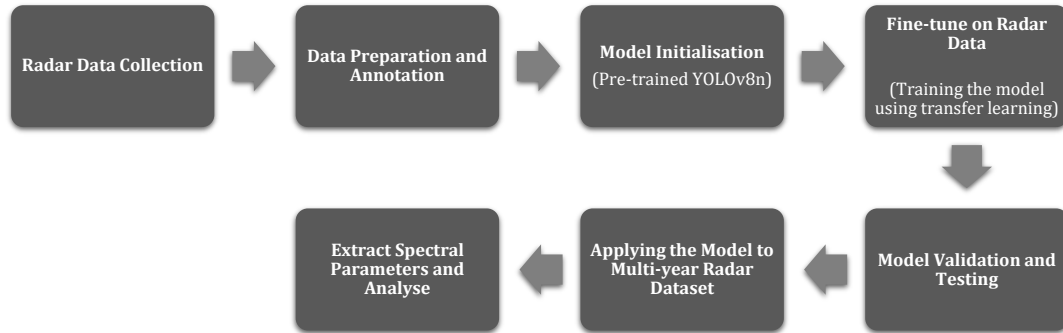 Radar Data Collection
Data Preparation and
Annotation
Model Initialisation
(Pre-trained YOLOv8n)
Fine-tune on Radar
Data
(Training the model
using transfer learning)
Model Validation and
Testing
Applying the Model to
Multi-year Radar
Dataset
Extract Spectral
Parameters and
Analyse